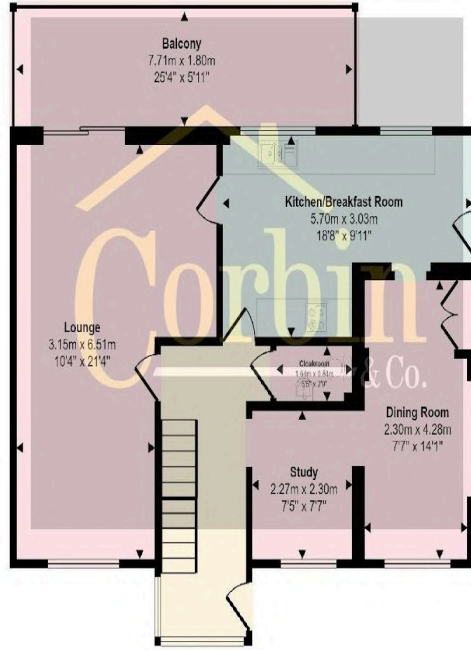 Balcony
7.71m x 1.80m
25'4" x 5'11"
Kitchen/Breakfast Room
5.70m x 3.03m
18'8" x 9'11"
Corbin
& Co.
Lounge
3.15m x 6.51m
10'4" x 21'4"
Cloakroom
Dining Room
2.30m x 4.28m
7'7" x 14'1"
Study
2.27m x 2.30m
7'5" x 7'7"